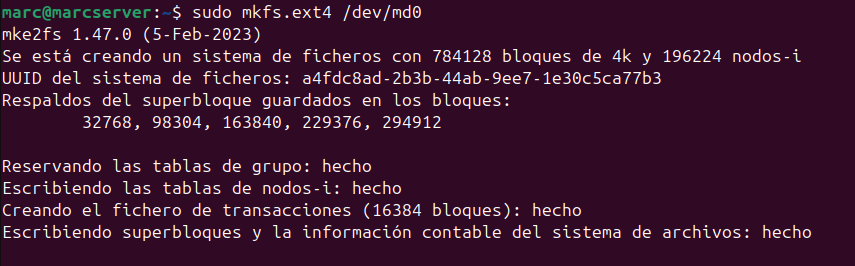 marc@marcserver:~$ sudo mkfs.ext4 /dev/md0
mke2fs 1.47.0 (5-Feb-2023)
Se está creando un sistema de ficheros con 784128 bloques de 4k y 196224 nodos-i
UUID del sistema de ficheros: a4fdc8ad-2b3b-44ab-9ee7-1e30c5ca77b3
Respaldos del superbloque guardados en los bloques:
32768, 98304, 163840, 229376, 294912
Reservando las tablas de grupo: hecho
Escribiendo las tablas de nodos-i: hecho
Creando el fichero de transacciones (16384 bloques): hecho
Escribiendo superbloques y la información contable del sistema de archivos: hecho